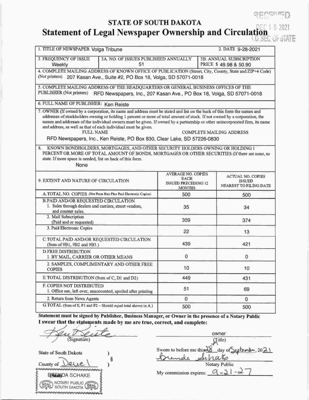 RECEIVED
DEC 13 2021
STATE OF SOUTH DAKOTA
Statement of Legal Newspaper Ownership and Circulation
1. TITLE OF NEWSPAPER Volga Tribune
2. DATE 9-28-2021
3. FREQUENCY OF ISSUE
Weekly
3A. NO. OF ISSUES PUBLISHED ANNUALLY
51
3B. ANNUAL SUBSCRIPTION
PRICE $ 49.98 $ 50.90
4. COMPLETE MAILING ADDRESS OF KNOWN OFFICE OF PUBLICATION (Street, City, County, State and ZIP+4 Code)
(Not printers) 207 Kasan Ave., Suite #2, PO Box 18, Volga, SD 57071-0018
5. COMPLETE MAILING ADDRESS OF THE HEADQUARTERS OR GENERAL BUSINESS OFFICES OF THE
PUBLISHER (Not printer) RFD Newspapers, Inc., 207 Kasan Ave., PO Box 18, Volga, SD 57071-0018
6. FULL NAME OF PUBLISHER: Ken Reiste
7. OWNER (If owned by a corporation, its name and address must be stated and list on the back of this form the names and
addresses of stockholders owning or holding 1 percent or more of total amount of stock. If not owned by a corporation, the
names and addresses of the individual owners must be given. If owned by a partnership or other unincorporated firm, its name
and address, as well as that of each individual must be given.
FULL NAME COMPLETE MAILING ADDRESS
RFD Newspapers, Inc., Ken Reiste, PO Box 830, Clear Lake, SD 57226-0830
8. KNOWN BONDHOLDERS, MORTGAGES, AND OTHER SECURITY HOLDERS OWNING OR HOLDING 1
PERCENT OR MORE OF TOTAL AMOUNT OF BONDS, MORTGAGES OR OTHER SECURITIES (If there are none, so
state. If more space is needed, list on back of this form.
None
9. EXTENT AND NATURE OF CIRCULATION
AVERAGE NO. COPIES
EACH
ISSUED PRECEDING 12
MONTHS
ACTUAL NO. COPIES
ISSUED
NEAREST TO FILING DATE
A. TOTAL NO. COPIES (Net Press Run Plus Paid Electronic Copies)
500
500
B. PAID AND/OR REQUESTED CIRCULATION
1. Sales through dealers and carriers, street vendors,
and counter sales.
35
34
2. Mail Subscription
(Paid and or requested)
359
374
3. Paid Electronic Copies
22
13
C. TOTAL PAID AND/OR REQUESTED CIRCULATION
(Sum of 9B1, 9B2 and 9B3.)
439
421
D. FREE DISTRIBUTION
1. BY MAIL, CARRIER OR OTHER MEANS
0
0
2. SAMPLES, COMPLIMENTARY AND OTHER FREE
COPIES
10
10
E. TOTAL DISTRIBUTION (Sum of C, D1 and D2)
449
431
F. COPIES NOT DISTRIBUTED
1. Office use, left over, unaccounted, spoiled after printing
51
69
2. Return from News Agents
0
0
G. TOTAL (Sum of E, F1 and F2 - Should equal total shown in A.)
500
500
Statement must be signed by Publisher, Business Manager, or Owner in the presence of a Notary Public
I swear that the statements made by me are true, correct, and complete:
Ken Reiste
(Signature)
owner
(Title)
State of South Dakota )
§
County of Deuel )
Sworn to before me this 28 day of September, 2021
Brenda Schake
Notary Public
My commission expires: 9-21-27
BRENDA SCHAKE
NOTARY PUBLIC
SOUTH DAKOTA